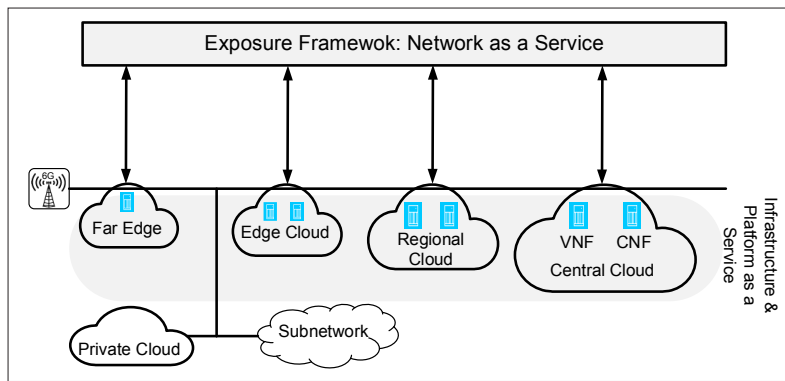 Exposure Framewok: Network as a Service
6G
Far Edge
Edge Cloud
Regional
Cloud
VNF
CNF
Central Cloud
Infrastructure &
Platform as a
Service
Private Cloud
Subnetwork